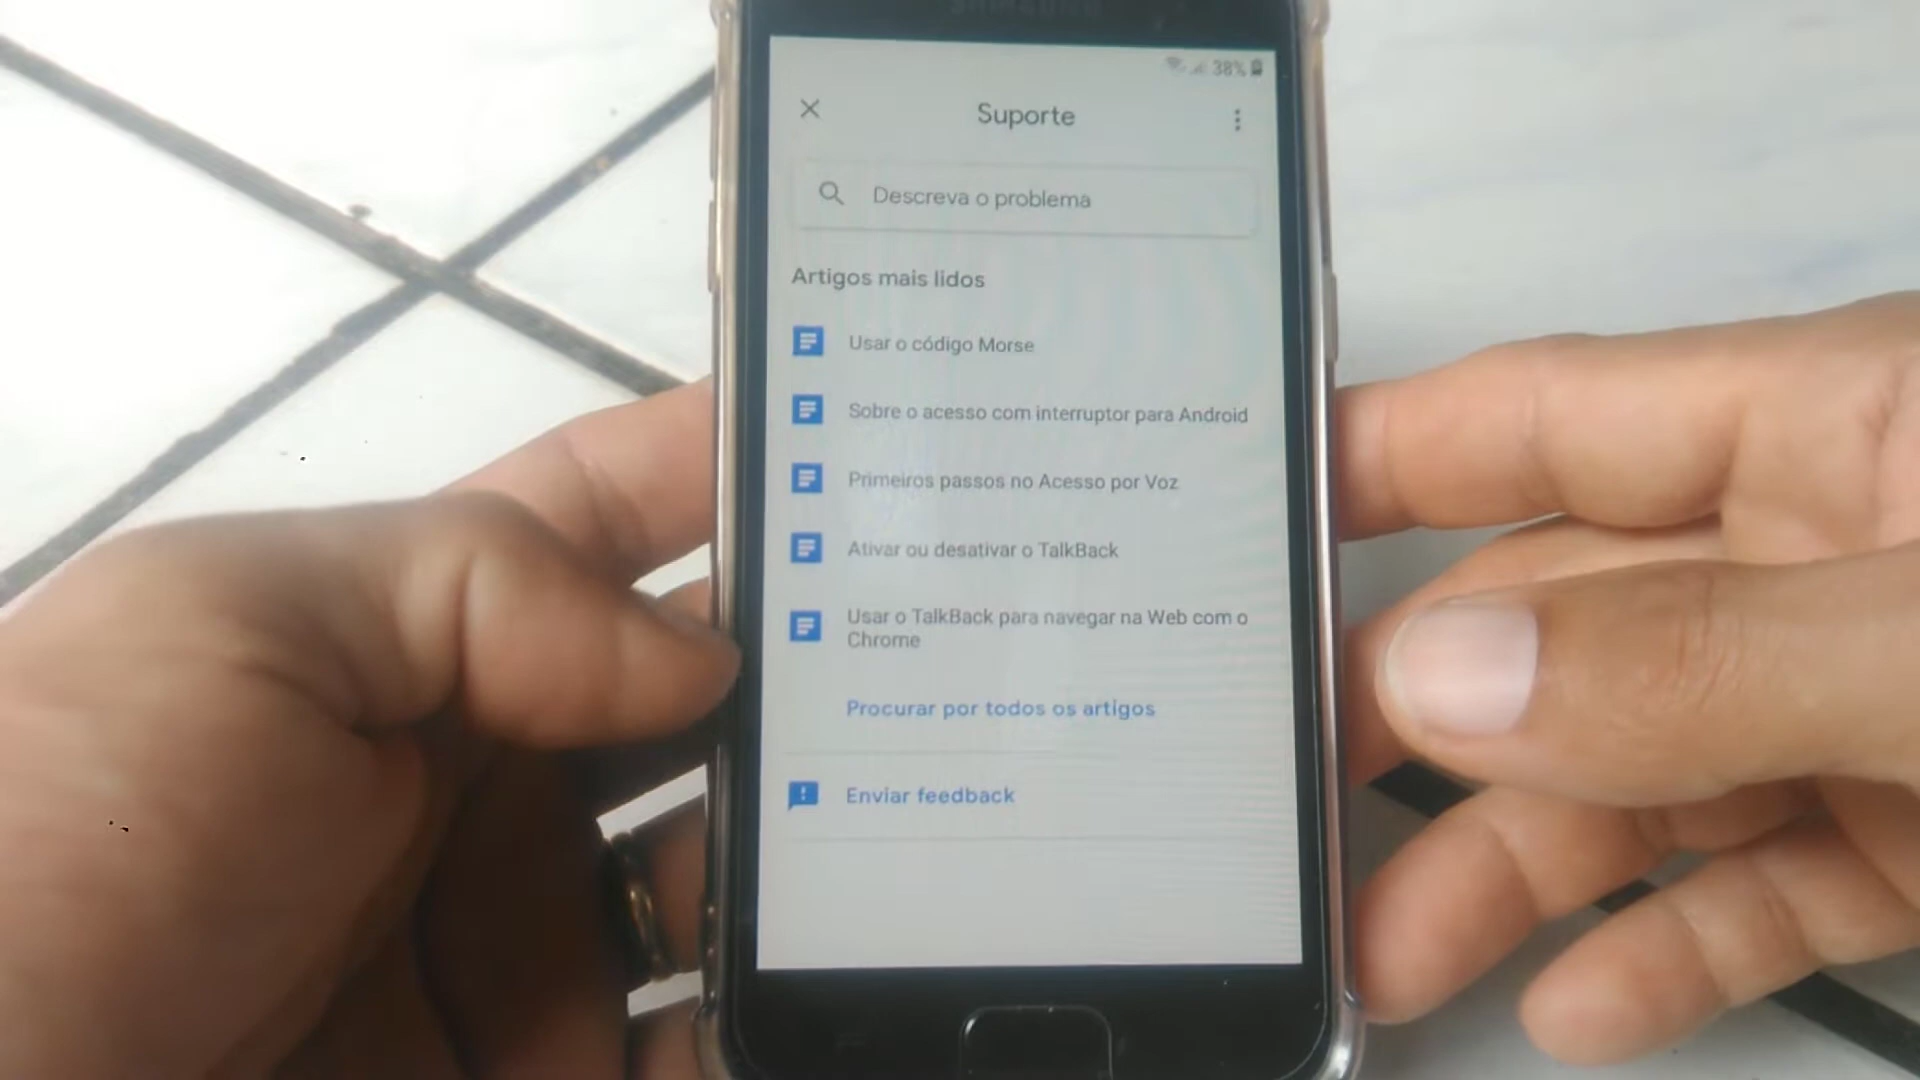 SAMSUNG
38%
Suporte
Descreva o problema
Artigos mais lidos
Usar o código Morse
Sobre o acesso com interruptor para Android
Primeiros passos no Acesso por Voz
Ativar ou desativar o TalkBack
Usar o TalkBack para navegar na Web com o
Chrome
Procurar por todos os artigos
Enviar feedback